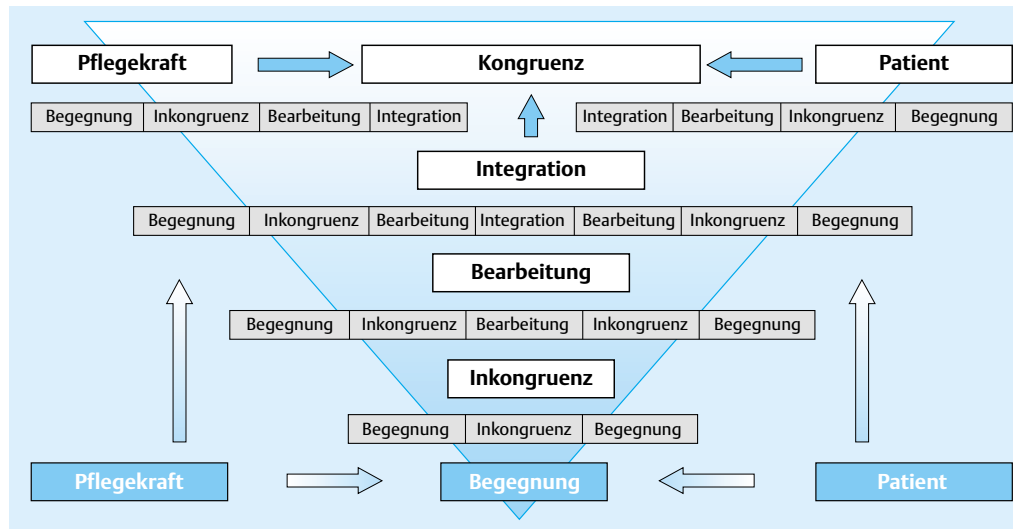 Pflegekraft Kongruenz Patient
Begegnung Inkongruenz Bearbeitung Integration Integration Bearbeitung Inkongruenz Begegnung
Integration
Begegnung Inkongruenz Bearbeitung Integration Bearbeitung Inkongruenz Begegnung
Bearbeitung
Begegnung Inkongruenz Bearbeitung Inkongruenz Begegnung
Inkongruenz
Begegnung Inkongruenz Begegnung
Pflegekraft Begegnung Patient